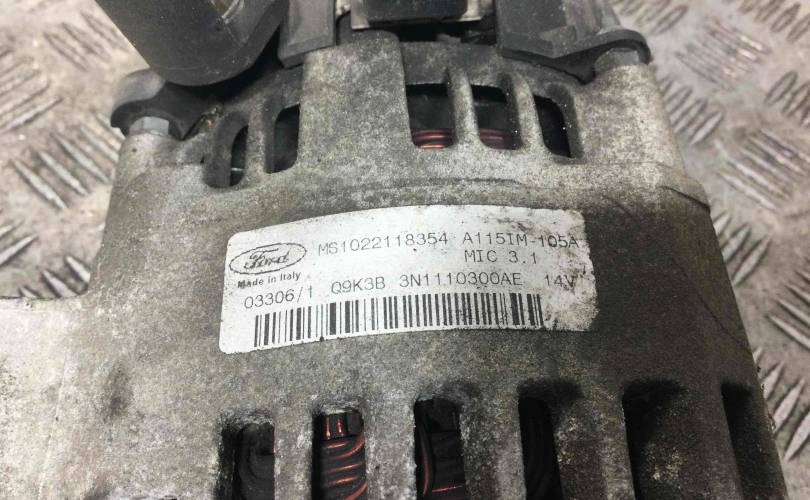 Ford MS1022118354 A115IM-105A
Made in Italy MIC 3.1
03306/1 Q9K3B 3N1110300AE 14V